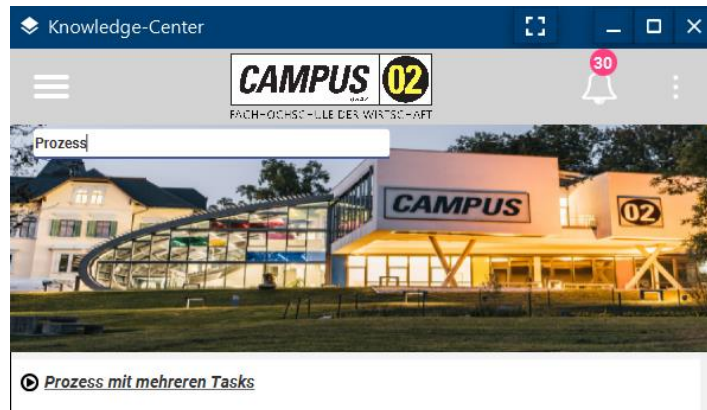 Knowledge-Center
CAMPUS 02
FACHHOCHSCHULE DER WIRTSCHAFT
30
Prozess
CAMPUS 02
Prozess mit mehreren Tasks